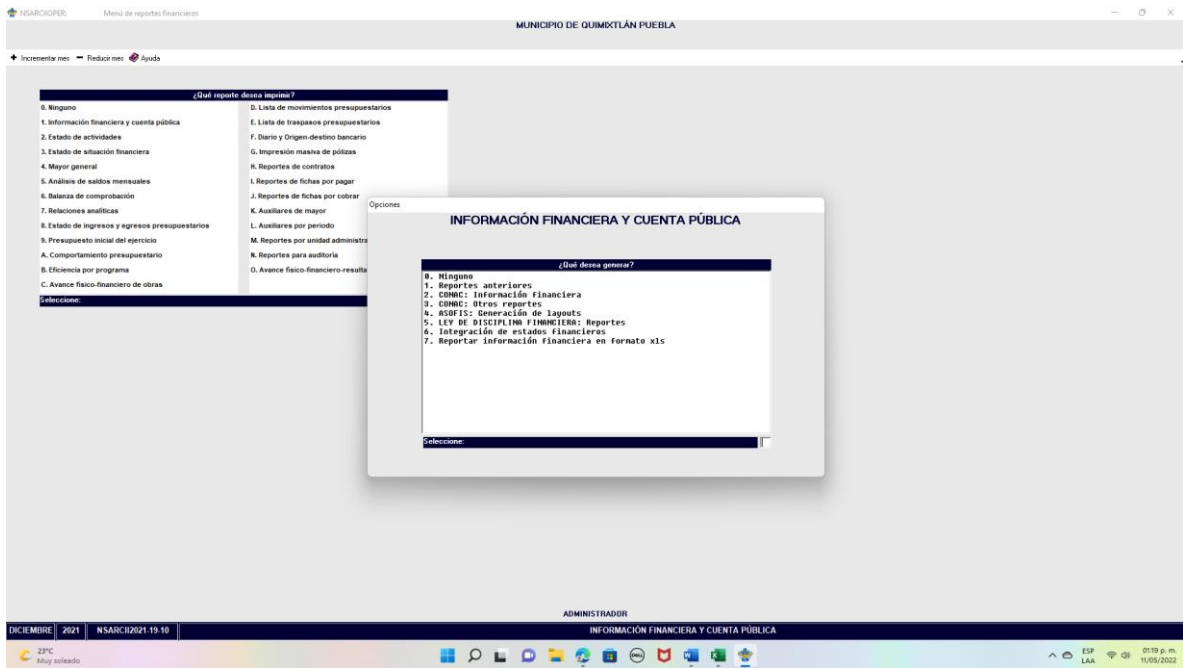 NSARCIIOPER: Menú de reportes financieros
MUNICIPIO DE QUIMIXTLÁN PUEBLA
Incrementar mes Reducir mes Ayuda
¿Qué reporte desea imprimir?
0. Ninguno
1. Información financiera y cuenta pública
2. Estado de actividades
3. Estado de situación financiera
4. Mayor general
5. Análisis de saldos mensuales
6. Balanza de comprobación
7. Relaciones analíticas
8. Estado de ingresos y egresos presupuestarios
9. Presupuesto inicial del ejercicio
A. Comportamiento presupuestario
B. Eficiencia por programa
C. Avance físico-financiero de obras
D. Lista de movimientos presupuestarios
E. Lista de traspasos presupuestarios
F. Diario y Origen-destino bancario
G. Impresión masiva de pólizas
H. Reportes de contratos
I. Reportes de fichas por pagar
J. Reportes de fichas por cobrar
K. Auxiliares de mayor
L. Auxiliares por periodo
M. Reportes por unidad administra
N. Reportes para auditoría
O. Avance físico-financiero-resulta
Seleccione:
Opciones
INFORMACIÓN FINANCIERA Y CUENTA PÚBLICA
¿Qué desea generar?
0. Ninguno
1. Reportes anteriores
2. CONAC: Información financiera
3. CONAC: Otros reportes
4. ASOFIS: Generación de layouts
5. LEY DE DISCIPLINA FINANCIERA: Reportes
6. Integración de estados financieros
7. Reportar información financiera en formato xls
Seleccione:
ADMINISTRADOR
DICIEMBRE 2021 NSARCII2021-19-10 INFORMACIÓN FINANCIERA Y CUENTA PÚBLICA
23°C
Muy soleado
DELL
ESP
LAA
01:19 p. m.
11/05/2022